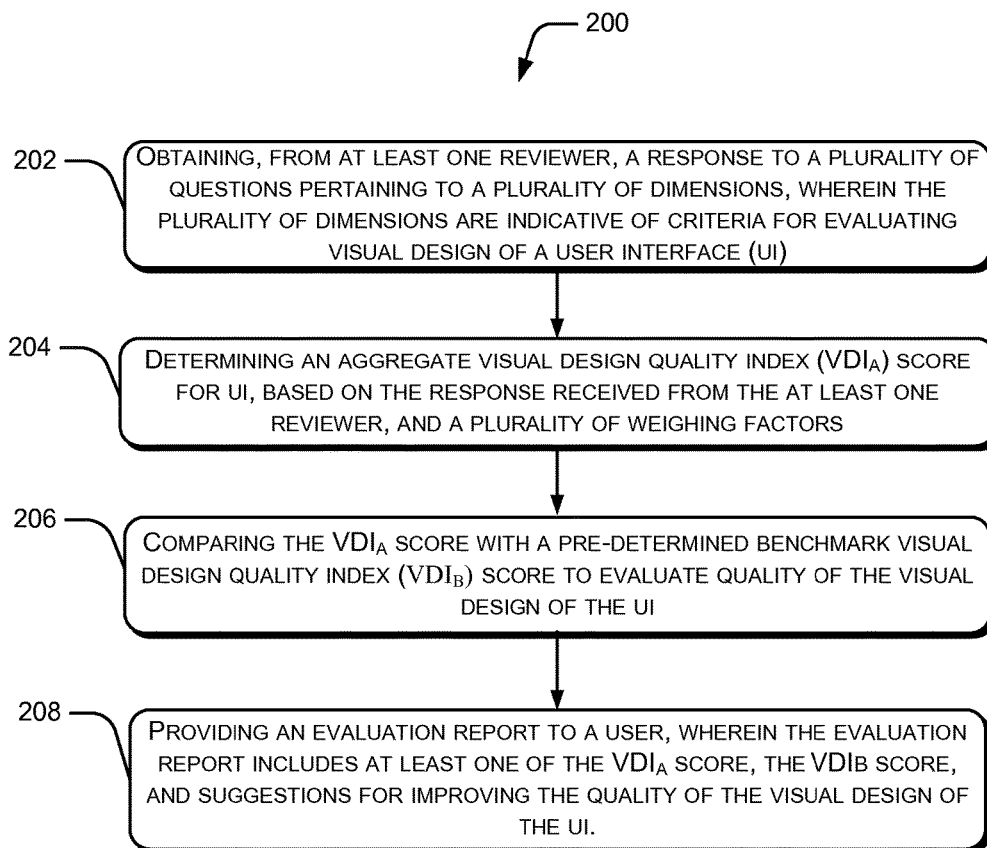 200
202
OBTAINING, FROM AT LEAST ONE REVIEWER, A RESPONSE TO A PLURALITY OF
QUESTIONS PERTAINING TO A PLURALITY OF DIMENSIONS, WHEREIN THE
PLURALITY OF DIMENSIONS ARE INDICATIVE OF CRITERIA FOR EVALUATING
VISUAL DESIGN OF A USER INTERFACE (UI)
204
DETERMINING AN AGGREGATE VISUAL DESIGN QUALITY INDEX (VDIA) SCORE
FOR UI, BASED ON THE RESPONSE RECEIVED FROM THE AT LEAST ONE
REVIEWER, AND A PLURALITY OF WEIGHING FACTORS
206
COMPARING THE VDIA SCORE WITH A PRE-DETERMINED BENCHMARK VISUAL
DESIGN QUALITY INDEX (VDIB) SCORE TO EVALUATE QUALITY OF THE VISUAL
DESIGN OF THE UI
208
PROVIDING AN EVALUATION REPORT TO A USER, WHEREIN THE EVALUATION
REPORT INCLUDES AT LEAST ONE OF THE VDIA SCORE, THE VDIB SCORE,
AND SUGGESTIONS FOR IMPROVING THE QUALITY OF THE VISUAL DESIGN OF
THE UI.